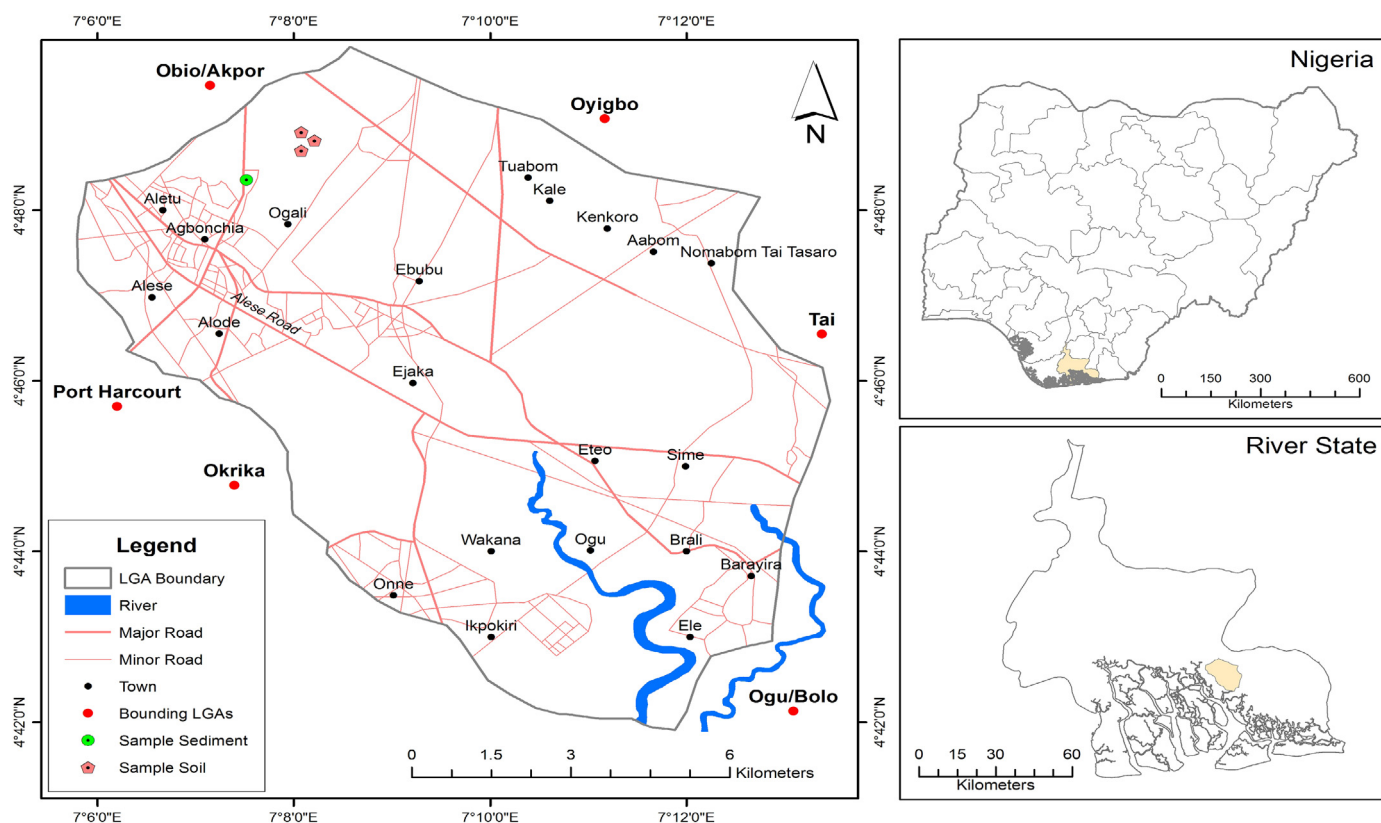 7°6'0"E
7°8'0"E
7°10'0"E
7°12'0"E
Obio/Akpor
Oyigbo
N
Tuabom
Kale
4°48'0"N
4°48'0"N
Aletu
Ogali
Agbonchia
Kenkoro
Aabom
Nomabom Tai Tasaro
Ebubu
Alese
Alese Road
Alode
Tai
4°46'0"N
4°46'0"N
Ejaka
Port Harcourt
Eteo
Sime
Okrika
4°44'0"N
4°44'0"N
Wakana
Ogu
Brali
Barayira
Onne
Ikpokiri
Ele
Ogu/Bolo
4°42'0"N
4°42'0"N
Legend
LGA Boundary
River
Major Road
Minor Road
Town
Bounding LGAs
Sample Sediment
Sample Soil
0 1.5 3 6
Kilometers
7°6'0"E
7°8'0"E
7°10'0"E
7°12'0"E
Nigeria
0 150 300 600
Kilometers
River State
0 15 30 60
Kilometers